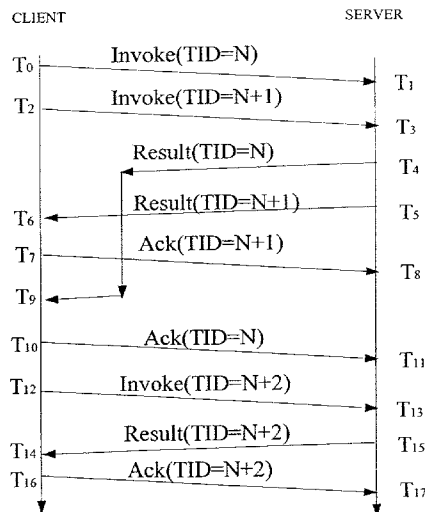 CLIENT SERVER
T0 Invoke(TID=N) T1
T2 Invoke(TID=N+1) T3
Result(TID=N) T4
T6 Result(TID=N+1) T5
T7 Ack(TID=N+1) T8
T9
T10 Ack(TID=N) T11
T12 Invoke(TID=N+2) T13
T14 Result(TID=N+2) T15
T16 Ack(TID=N+2) T17